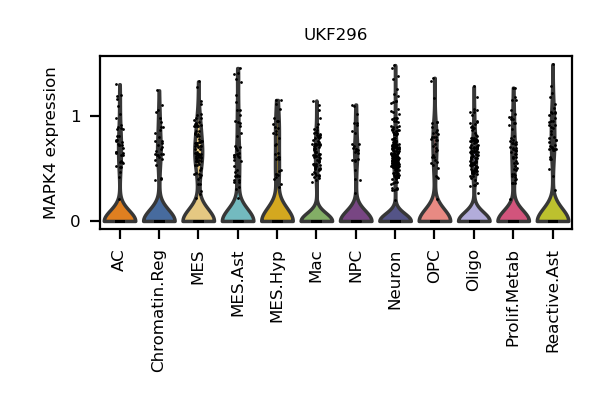 UKF296
MAPK4 expression
1
0
AC
Chromatin.Reg
MES
MES.Ast
MES.Hyp
Mac
NPC
Neuron
OPC
Oligo
Prolif.Metab
Reactive.Ast